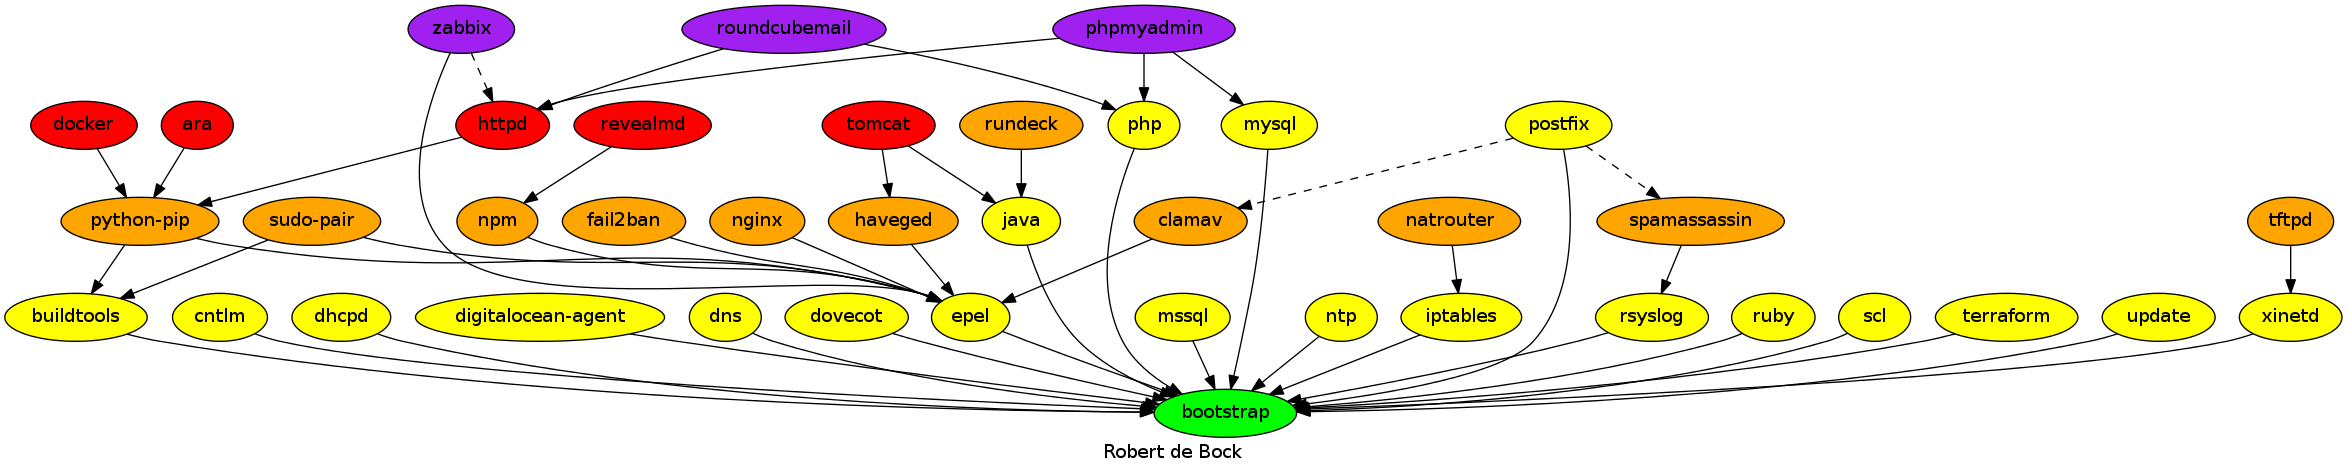 zabbix
roundcubemail
phpmyadmin
docker
ara
httpd
revealmd
tomcat
rundeck
php
mysql
postfix
python-pip
sudo-pair
npm
fail2ban
nginx
haveged
java
clamav
natrouter
spamassassin
tftpd
buildtools
cntlm
dhcpd
digitalocean-agent
dns
dovecot
epel
mssql
ntp
iptables
rsyslog
ruby
scl
terraform
update
xinetd
bootstrap
Robert de Bock